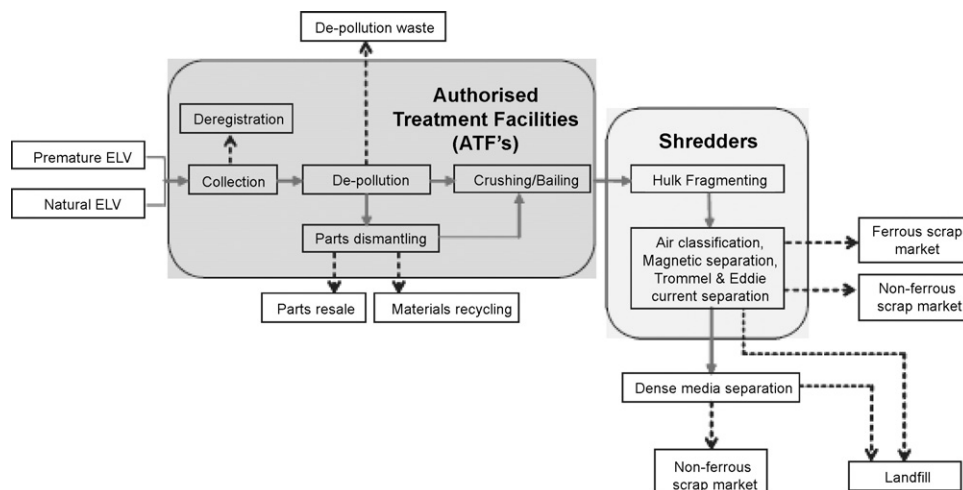 De-pollution waste
Authorised
Treatment Facilities
(ATF's)
Deregistration
Shredders
Premature ELV
Natural ELV
Collection
De-pollution
Crushing/Bailing
Hulk Fragmenting
Parts dismantling
Air classification,
Magnetic separation,
Trommel & Eddie
current separation
Ferrous scrap
market
Non-ferrous
scrap market
Parts resale
Materials recycling
Dense media separation
Non-ferrous
scrap market
Landfill